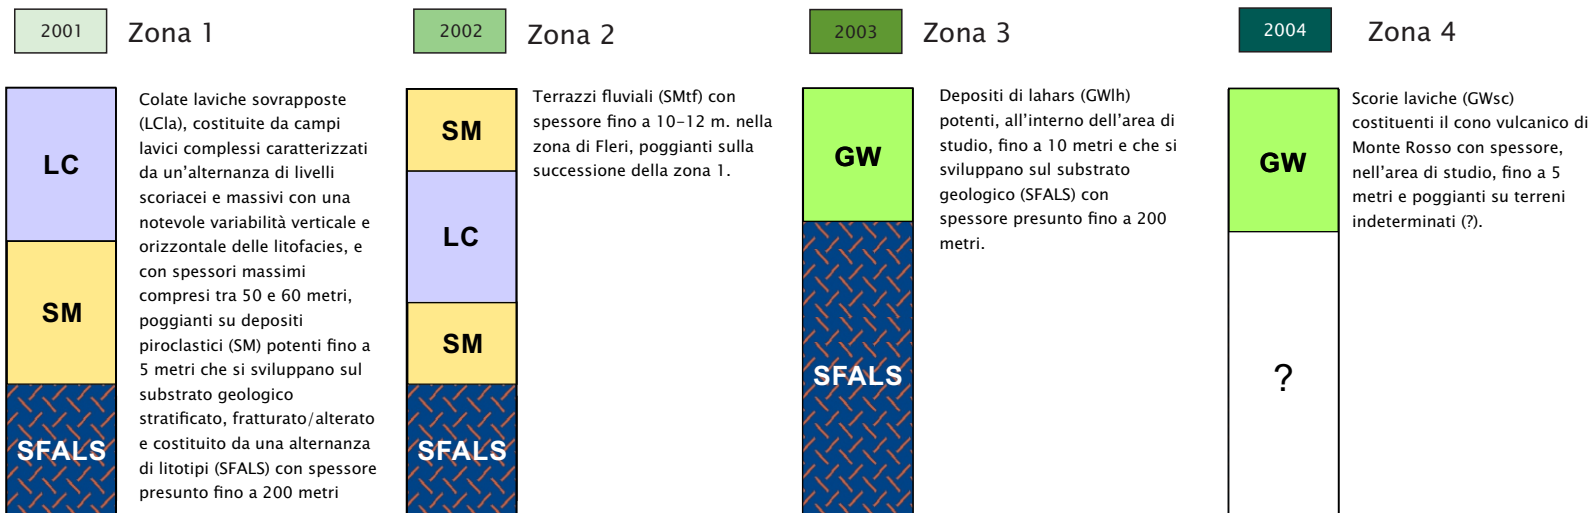 2001
Zona 1
LC
SM
SFALS
Colate laviche sovrapposte
(LCla), costituite da campi
lavici complessi caratterizzati
da un'alternanza di livelli
scoriacei e massivi con una
notevole variabilità verticale e
orizzontale delle litofacies, e
con spessori massimi
compresi tra 50 e 60 metri,
poggianti su depositi
piroclastici (SM) potenti fino a
5 metri che si sviluppano sul
substrato geologico
stratificato, fratturato/alterato
e costituito da una alternanza
di litotipi (SFALS) con spessore
presunto fino a 200 metri
2002
Zona 2
SM
LC
SM
SFALS
Terrazzi fluviali (SMtf) con
spessore fino a 10-12 m. nella
zona di Fleri, poggianti sulla
successione della zona 1.
2003
Zona 3
GW
SFALS
Depositi di lahars (GWlh)
potenti, all'interno dell'area di
studio, fino a 10 metri e che si
sviluppano sul substrato
geologico (SFALS) con
spessore presunto fino a 200
metri.
2004
Zona 4
GW
?
Scorie laviche (GWsc)
costituenti il cono vulcanico di
Monte Rosso con spessore,
nell'area di studio, fino a 5
metri e poggianti su terreni
indeterminati (?).